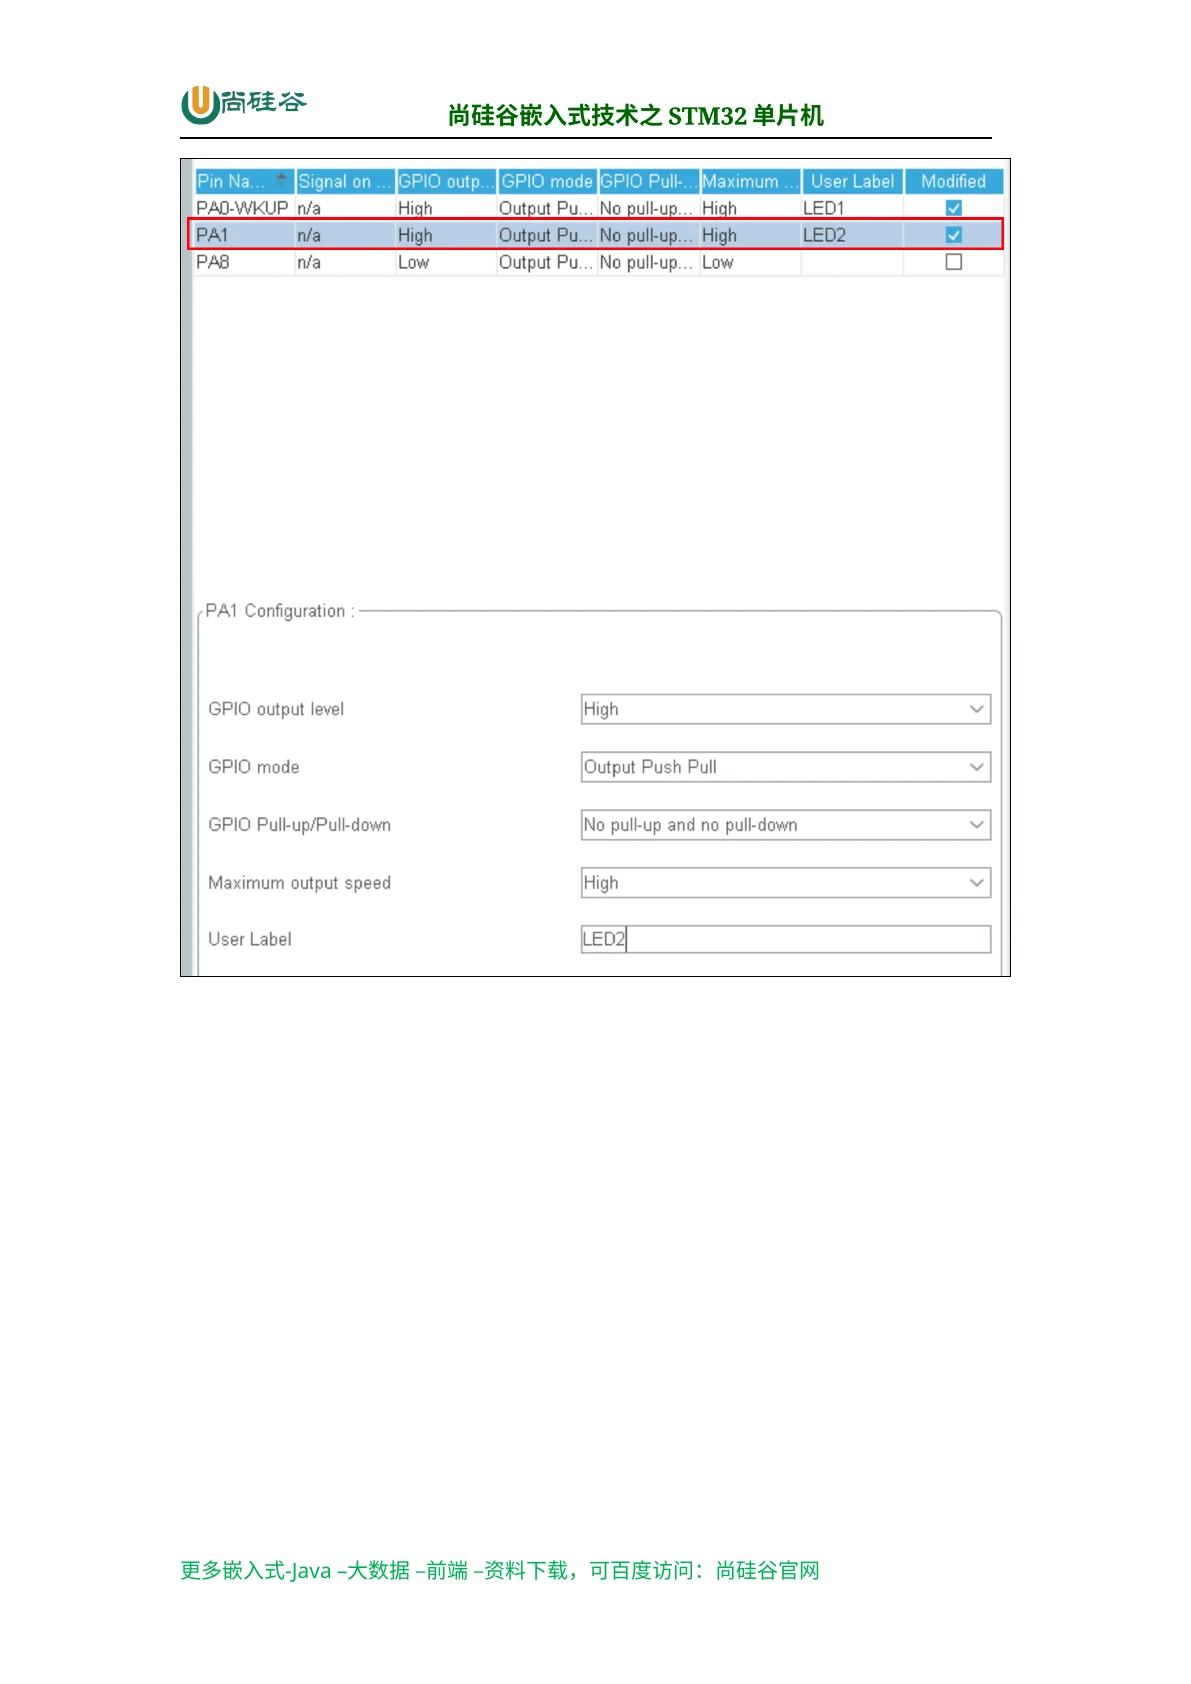 尚硅谷
尚硅谷嵌入式技术之 STM32 单片机
Pin Na... Signal on ... GPIO outp... GPIO mode GPIO Pull-... Maximum ... User Label Modified
PA0-WKUP n/a High Output Pu... No pull-up... High LED1
PA1 n/a High Output Pu... No pull-up... High LED2
PA8 n/a Low Output Pu... No pull-up... Low
PA1 Configuration :
GPIO output level High
GPIO mode Output Push Pull
GPIO Pull-up/Pull-down No pull-up and no pull-down
Maximum output speed High
User Label LED2
更多嵌入式-Java –大数据 –前端 –资料下载，可百度访问：尚硅谷官网